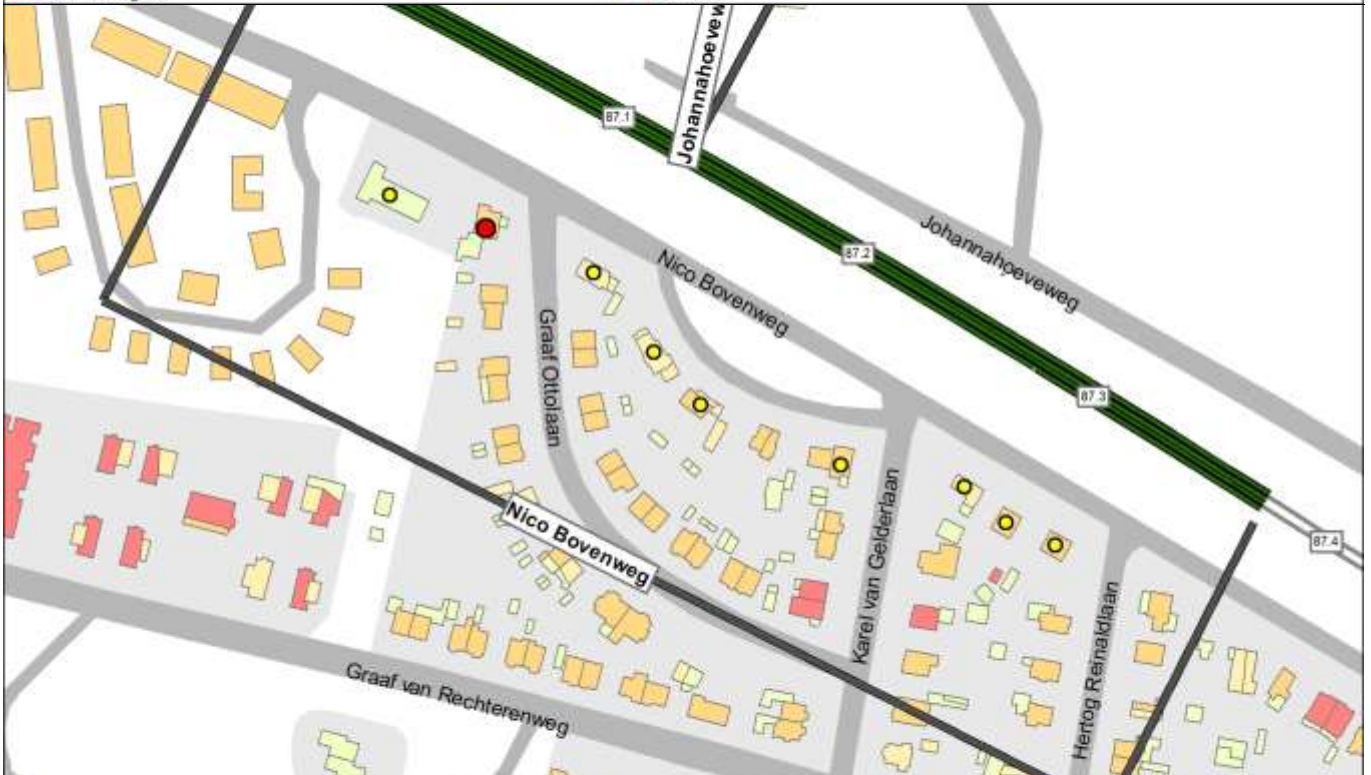 Johannahoevew
87.1
87.2
Johannahoeveweg
Nico Bovenweg
Graaf Ottolaan
87.3
87.4
Nico Bovenweg
Karel van Gelderlaan
Hertog Reinaldlaan
Graaf van Rechterenweg